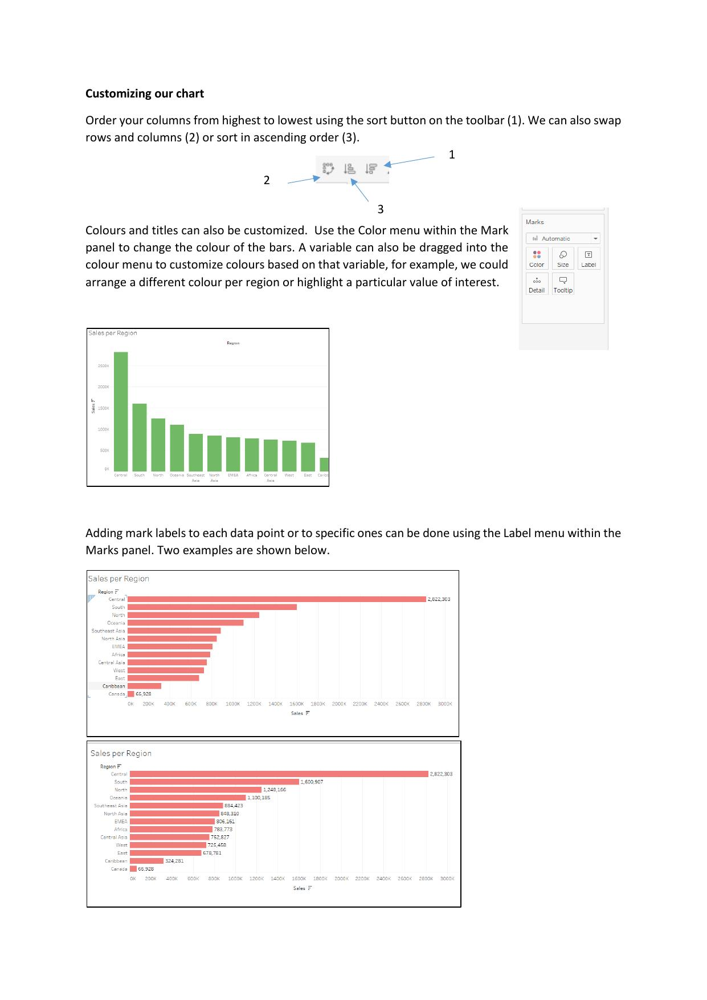 Customizing our chart
Order your columns from highest to lowest using the sort button on the toolbar (1). We can also swap
rows and columns (2) or sort in ascending order (3).
1
2
3
Colours and titles can also be customized.  Use the Color menu within the Mark
panel to change the colour of the bars. A variable can also be dragged into the
colour menu to customize colours based on that variable, for example, we could
arrange a different colour per region or highlight a particular value of interest.
Marks
Automatic
Color Size Label
Detail Tooltip
Sales per Region
Region
2500K
2000K
1500K
1000K
500K
0K
Sales
Central South North Oceania Southeast North EMEA Africa Central West East Caribb
Asia Asia Asia
Adding mark labels to each data point or to specific ones can be done using the Label menu within the
Marks panel. Two examples are shown below.
Sales per Region
Region
Central 2,822,303
South
North
Oceania
Southeast Asia
North Asia
EMEA
Africa
Central Asia
West
East
Caribbean
Canada 66,928
0K 200K 400K 600K 800K 1000K 1200K 1400K 1600K 1800K 2000K 2200K 2400K 2600K 2800K 3000K
Sales
Sales per Region
Region
Central 2,822,303
South 1,600,907
North 1,248,166
Oceania 1,100,185
Southeast Asia 884,423
North Asia 848,310
EMEA 806,161
Africa 783,773
Central Asia 752,827
West 725,458
East 678,781
Caribbean 324,281
Canada 66,928
0K 200K 400K 600K 800K 1000K 1200K 1400K 1600K 1800K 2000K 2200K 2400K 2600K 2800K 3000K
Sales